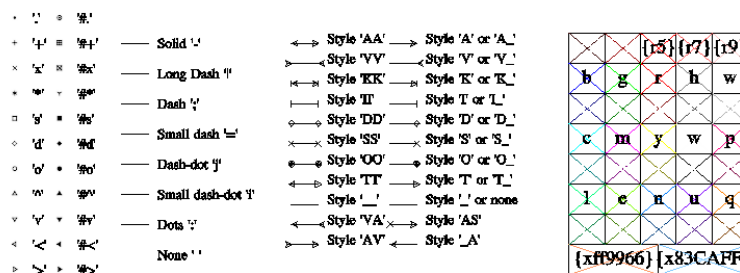 '.' '#.'
'+' '#+'
'x' '#x'
'*' '#*'
's' '#s'
'd' '#d'
'o' '#o'
'^' '#^'
'v' '#v'
'<' '#<'
'>' '#>'
Solid '-'
Long Dash '|'
Dash ';'
Small dash '='
Dash-dot 'j'
Small dash-dot 'i'
Dots ':'
None ' '
Style 'AA' Style 'A' or 'A_'
Style 'VV' Style 'V' or 'V_'
Style 'KK' Style 'K' or 'K_'
Style 'II' Style 'I' or 'I_'
Style 'DD' Style 'D' or 'D_'
Style 'SS' Style 'S' or 'S_'
Style 'OO' Style 'O' or 'O_'
Style 'TT' Style 'T' or 'T_'
Style '__' Style '_' or none
Style 'VA' Style 'AS'
Style 'AV' Style '_A'
{r5} {r7} {r9
b g r h w
c m y w p
l e n u q
{xff9966} {x83CAFF